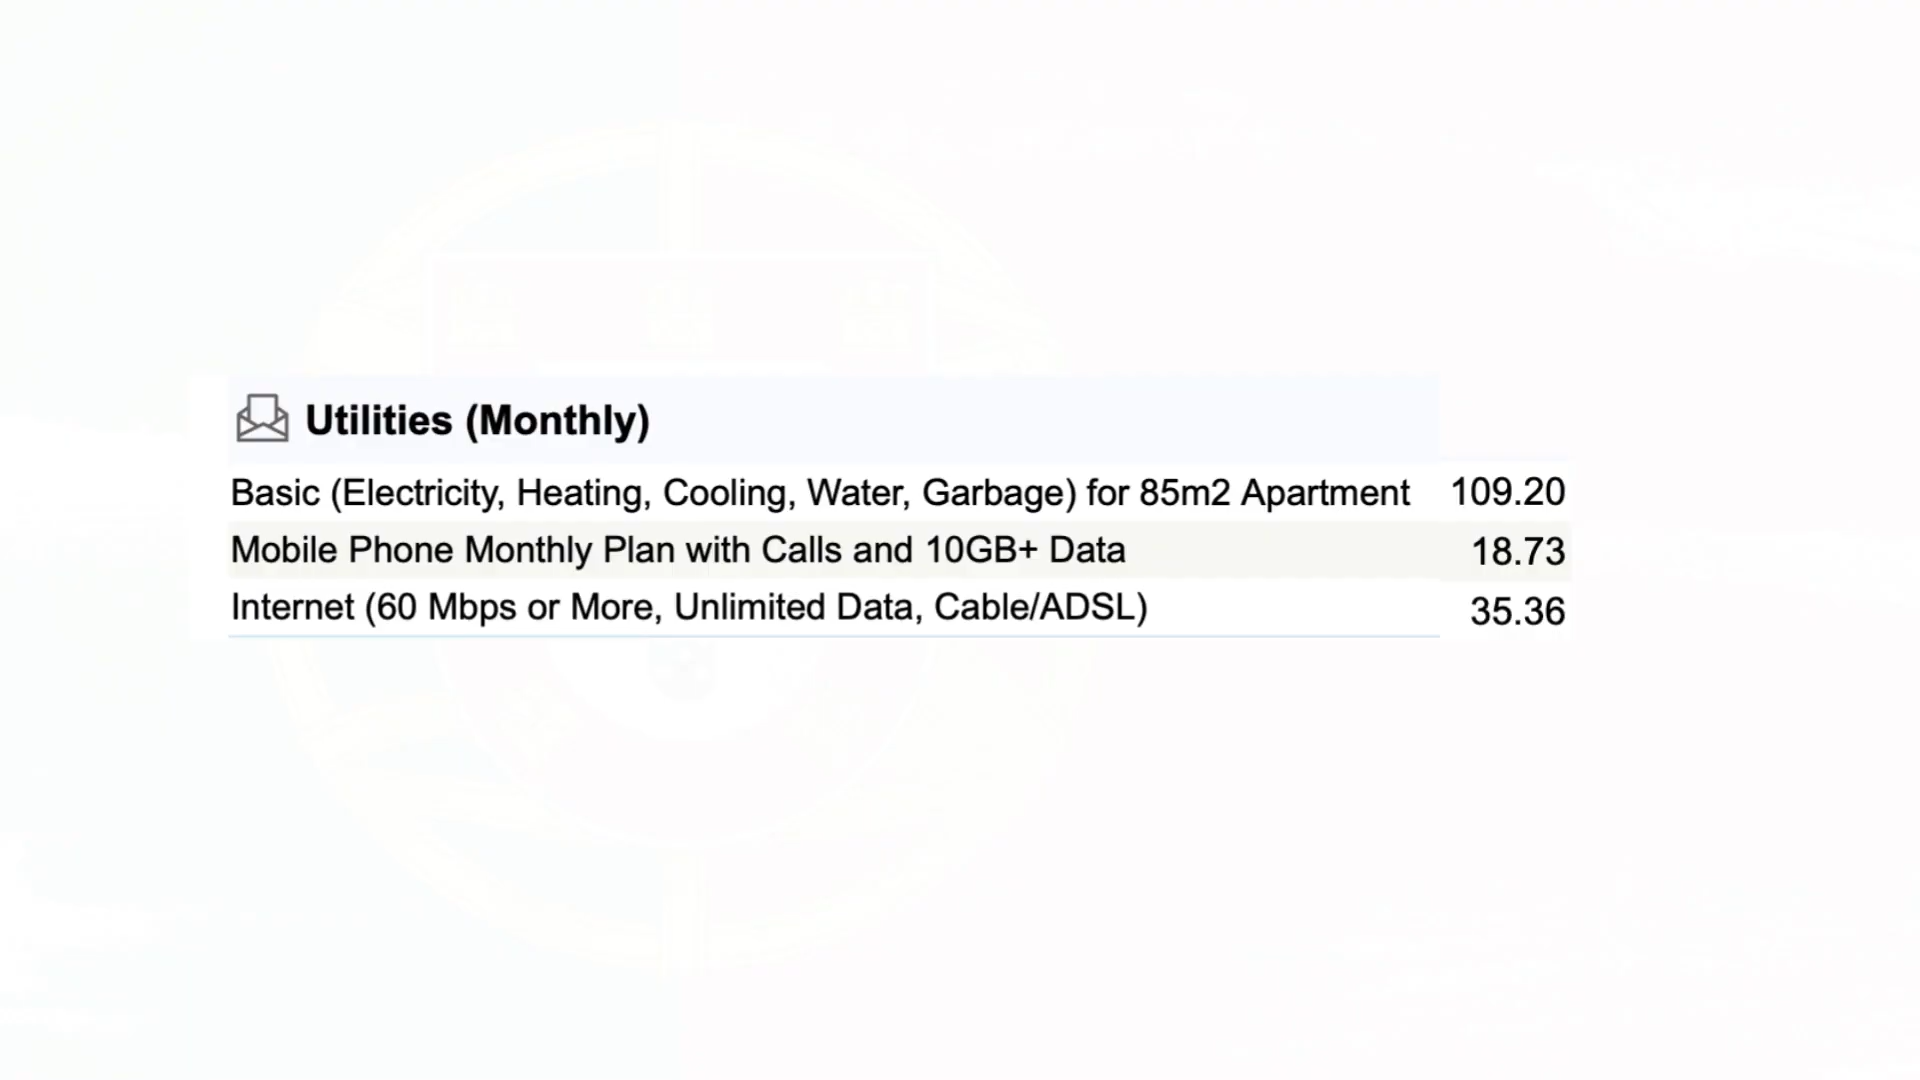 Utilities (Monthly)
Basic (Electricity, Heating, Cooling, Water, Garbage) for 85m2 Apartment 109.20
Mobile Phone Monthly Plan with Calls and 10GB+ Data 18.73
Internet (60 Mbps or More, Unlimited Data, Cable/ADSL) 35.36